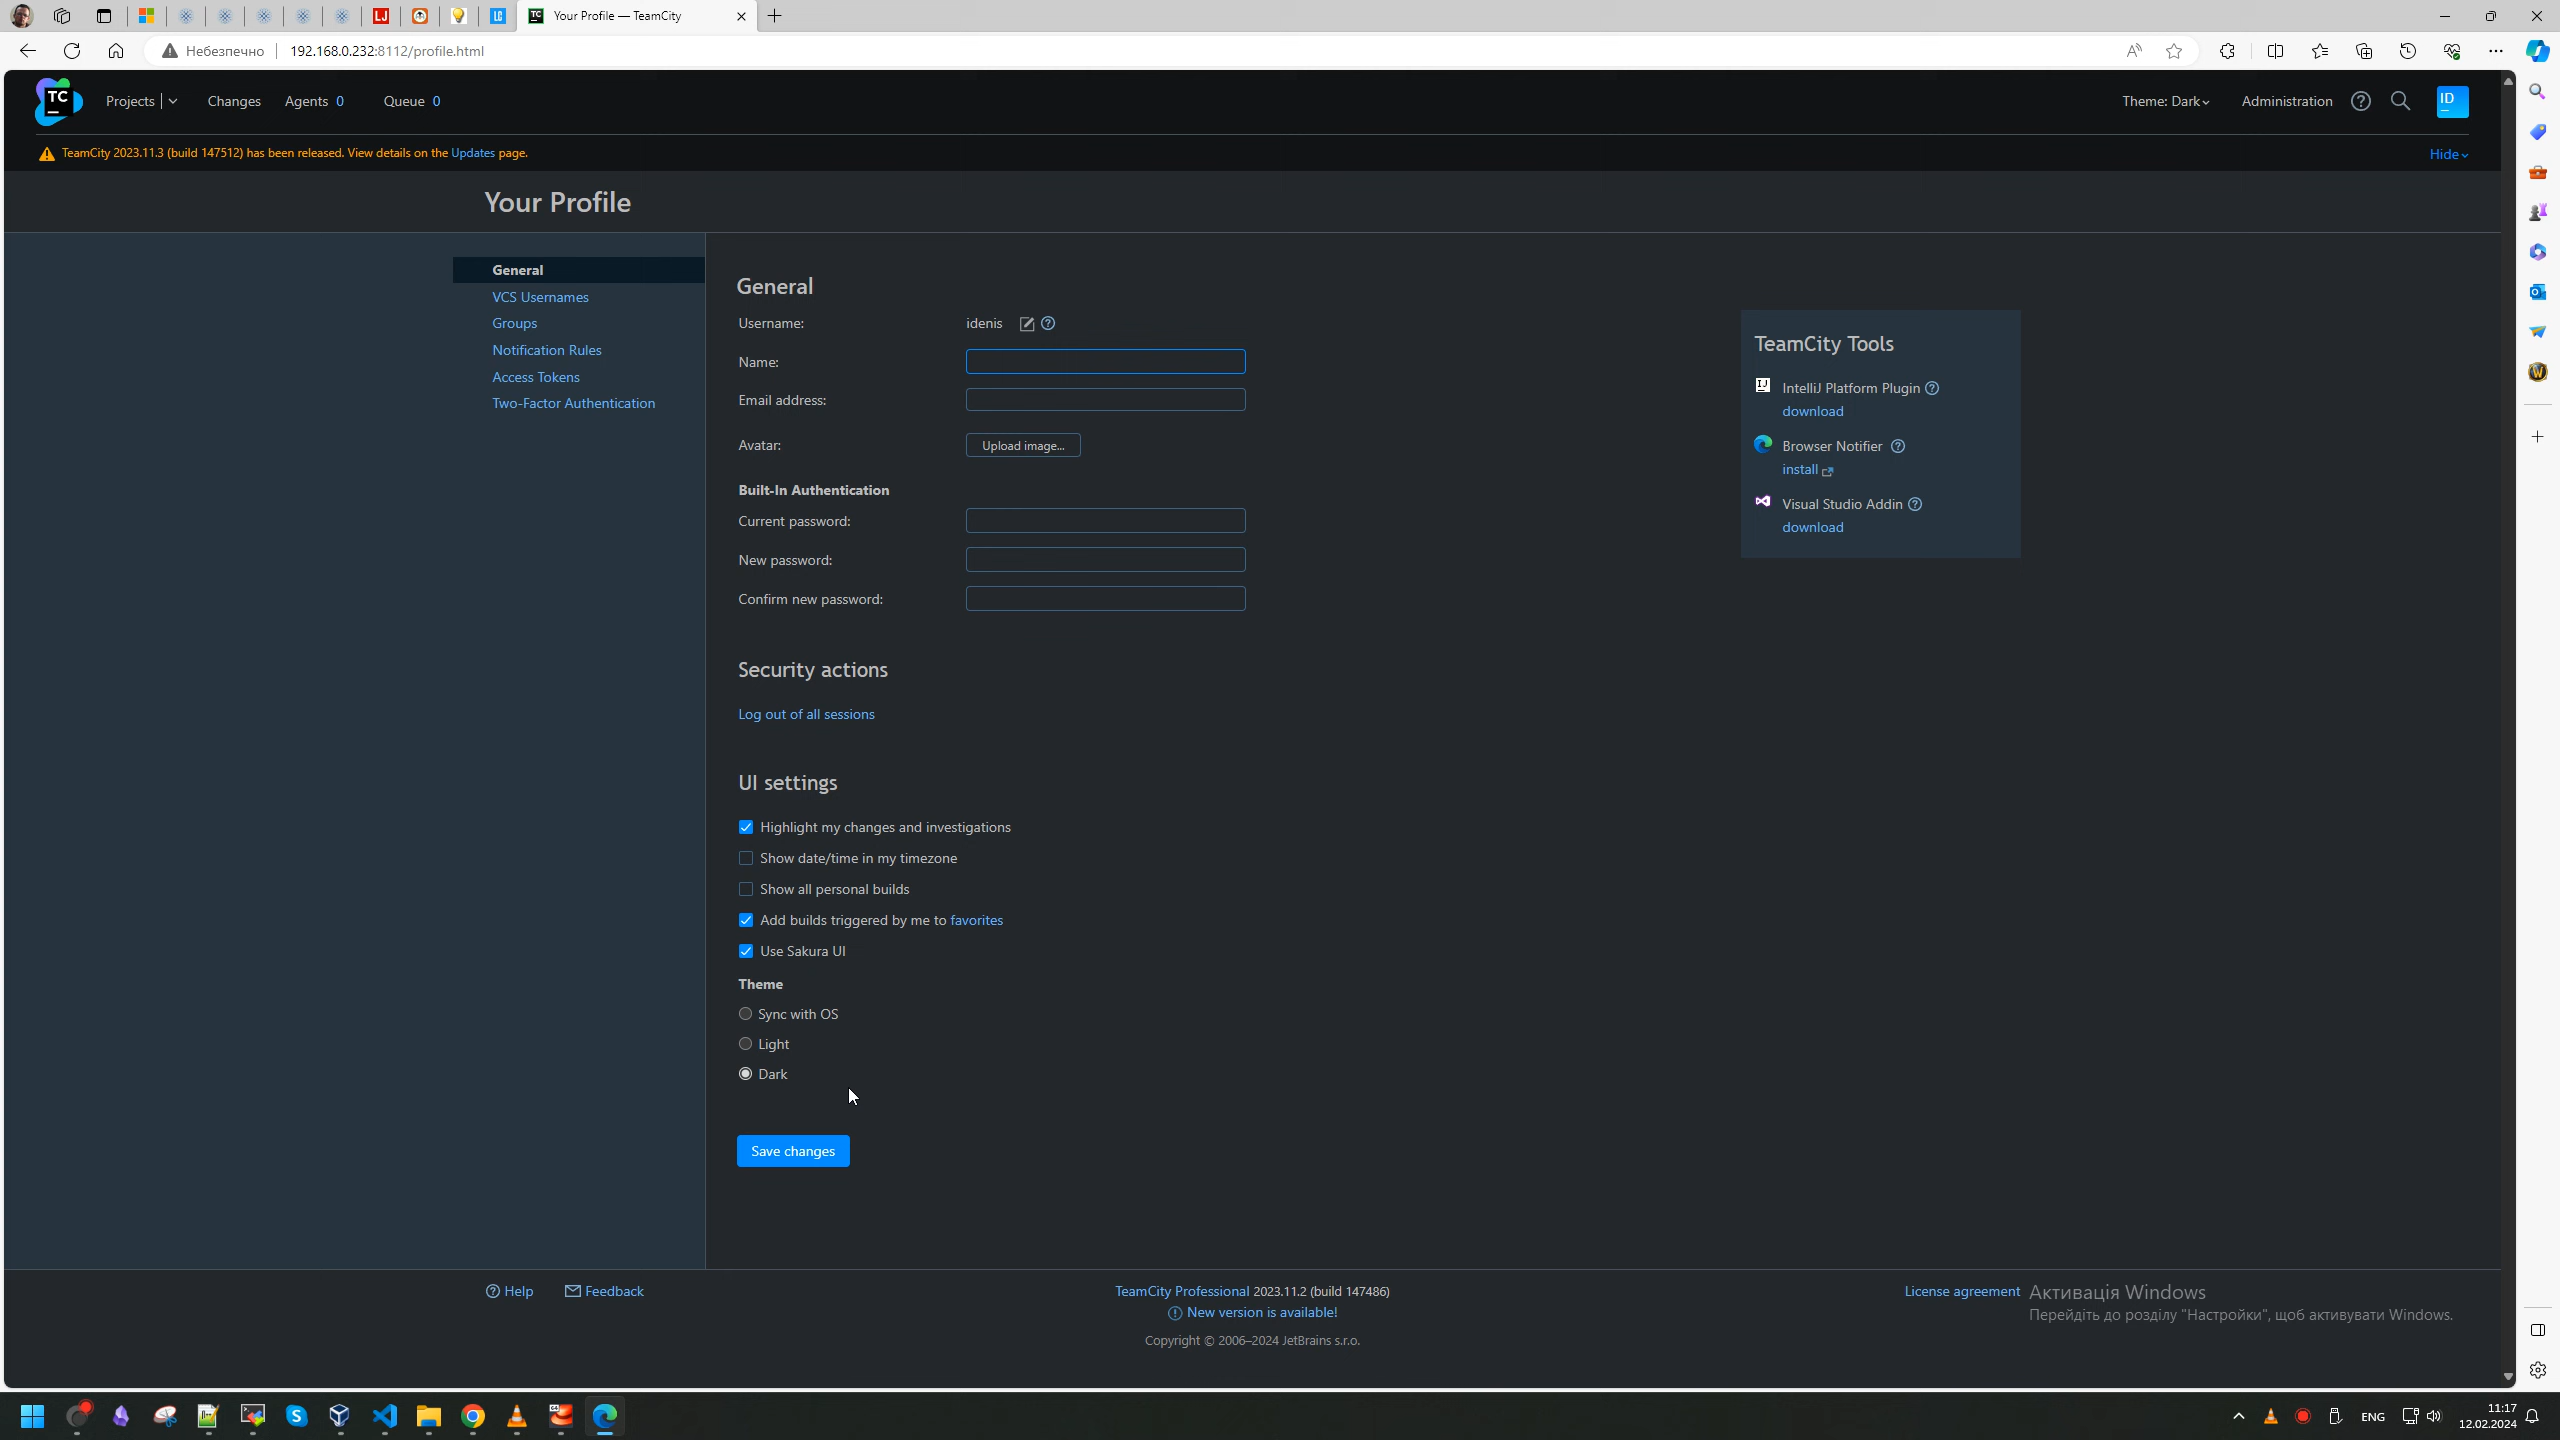 Your Profile — TeamCity
Небезпечно
192.168.0.232:8112/profile.html
TC
Projects
Changes
Agents 0
Queue 0
Theme: Dark
Administration
ID
TeamCity 2023.11.3 (build 147512) has been released. View details on the Updates page.
Hide
Your Profile
General
VCS Usernames
Groups
Notification Rules
Access Tokens
Two-Factor Authentication
General
Username: idenis
Name:
Email address:
Avatar: Upload image...
Built-In Authentication
Current password:
New password:
Confirm new password:
TeamCity Tools
IntelliJ Platform Plugin
download
Browser Notifier
install
Visual Studio Addin
download
Security actions
Log out of all sessions
UI settings
Highlight my changes and investigations
Show date/time in my timezone
Show all personal builds
Add builds triggered by me to favorites
Use Sakura UI
Theme
Sync with OS
Light
Dark
Save changes
Help
Feedback
TeamCity Professional 2023.11.2 (build 147486)
New version is available!
Copyright © 2006–2024 JetBrains s.r.o.
License agreement
Активація Windows
Перейдіть до розділу "Настройки", щоб активувати Windows.
ENG
11:17
12.02.2024